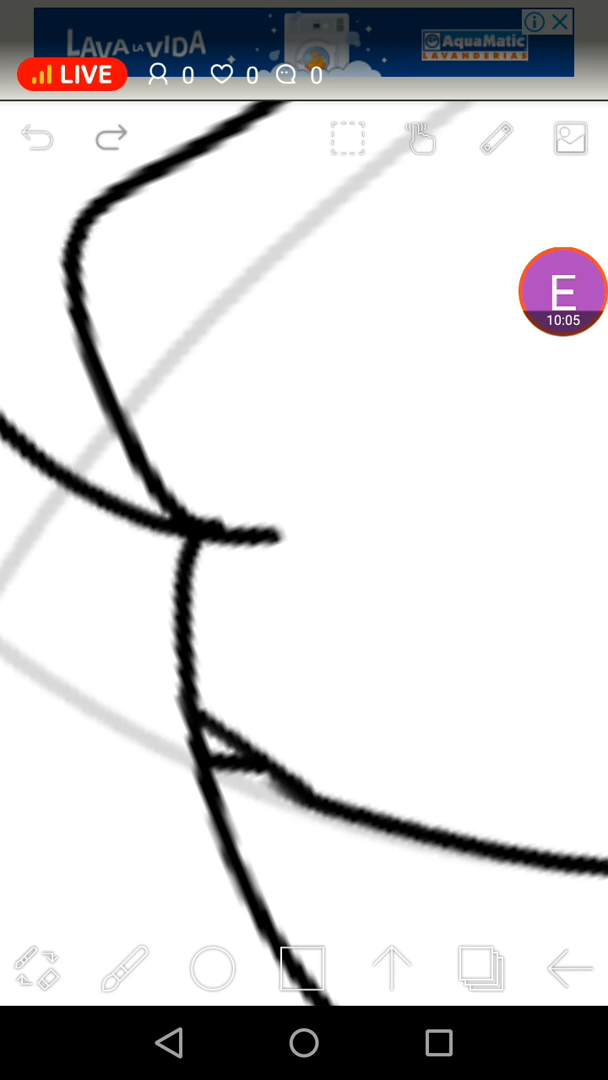 LAVA LA VIDA
AquaMatic
LAVANDERIAS
LIVE 0 0 0
E
10:05